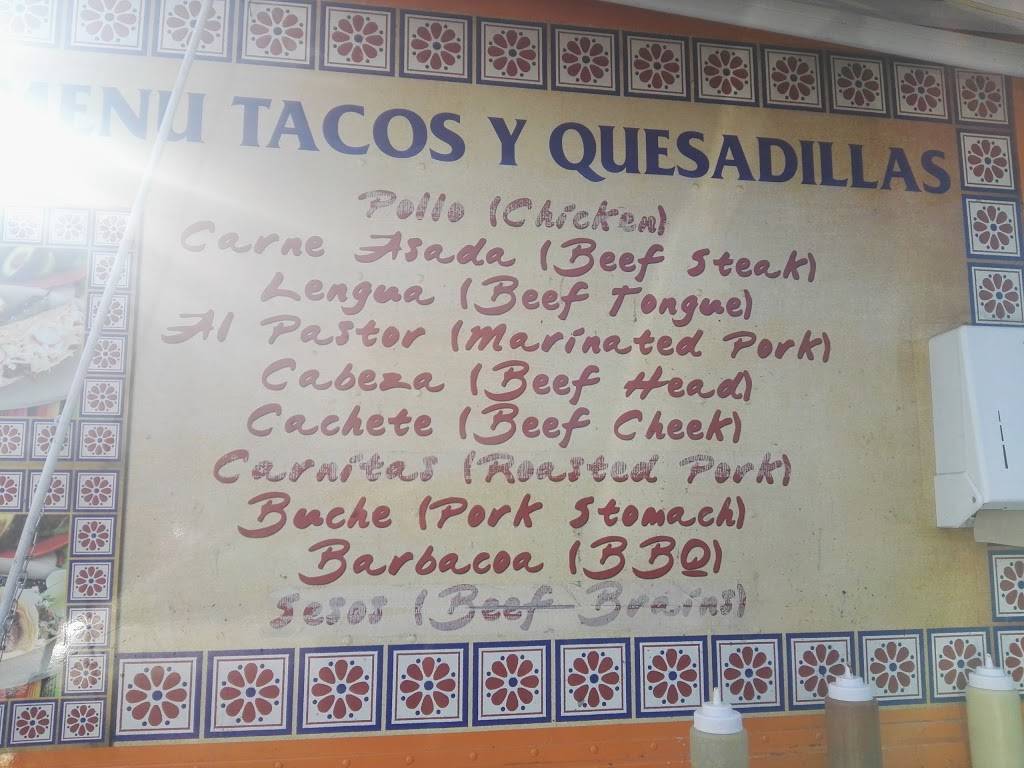 MENU TACOS Y QUESADILLAS
Pollo (Chicken)
Carne Asada (Beef Steak)
Lengua (Beef Tongue)
Al Pastor (Marinated Pork)
Cabeza (Beef Head)
Cachete (Beef Cheek)
Carnitas (Roasted Pork)
Buche (Pork Stomach)
Barbacoa (BBQ)
Sesos (Beef Brains)